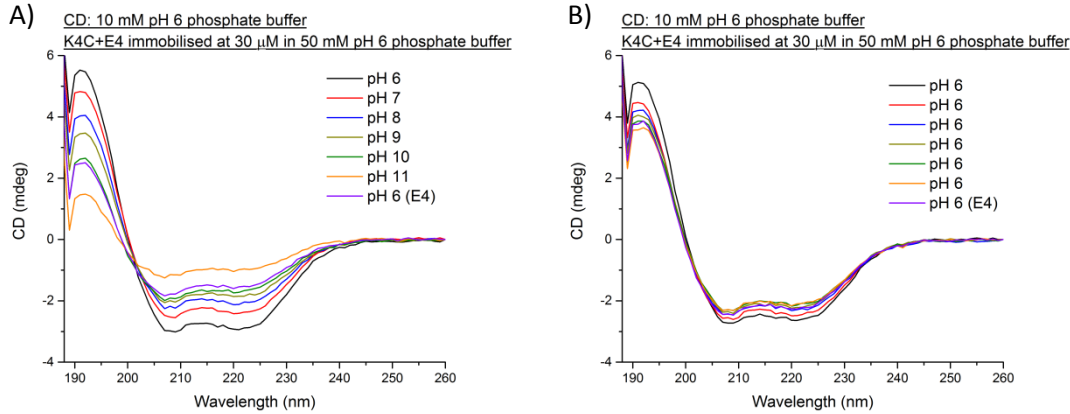 A)
CD: 10 mM pH 6 phosphate buffer
K4C+E4 immobilised at 30 μM in 50 mM pH 6 phosphate buffer
6
4
2
0
-2
-4
CD (mdeg)
pH 6
pH 7
pH 8
pH 9
pH 10
pH 11
pH 6 (E4)
190 200 210 220 230 240 250 260
Wavelength (nm)
B)
CD: 10 mM pH 6 phosphate buffer
K4C+E4 immobilised at 30 μM in 50 mM pH 6 phosphate buffer
6
4
2
0
-2
-4
CD (mdeg)
pH 6
pH 6
pH 6
pH 6
pH 6
pH 6
pH 6 (E4)
190 200 210 220 230 240 250 260
Wavelength (nm)